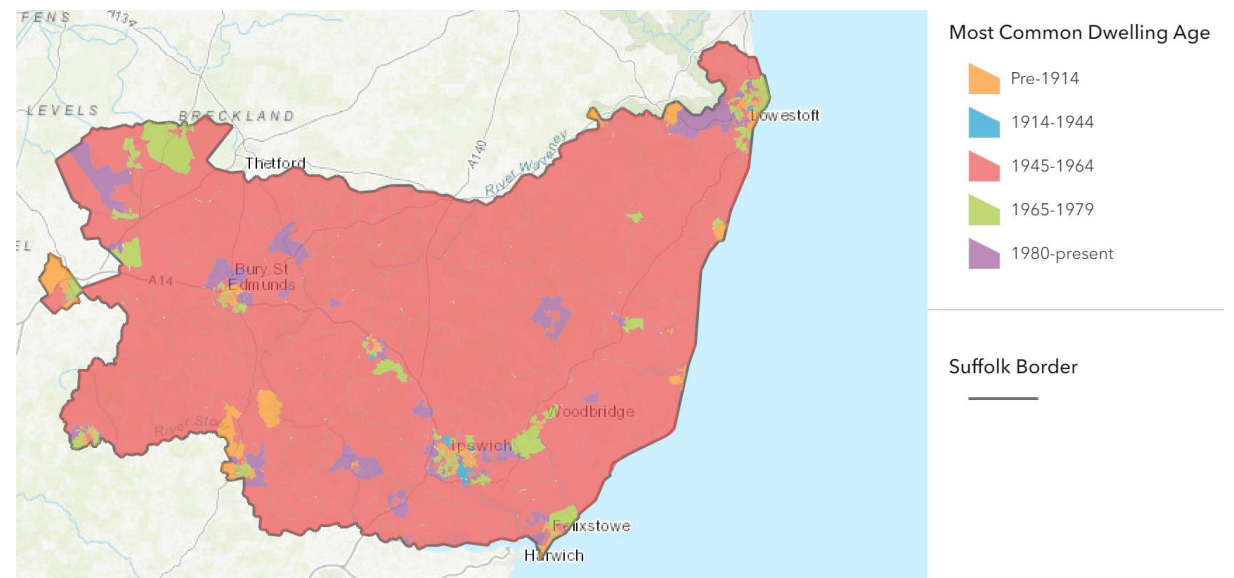 FENS
A134
LEVELS
BRECKLAND
Thetford
A140
River Waveney
Lowestoft
EL
A14
Bury St
Edmunds
River Stour
Woodbridge
Ipswich
Felixstowe
Harwich
Most Common Dwelling Age
Pre-1914
1914-1944
1945-1964
1965-1979
1980-present
Suffolk Border